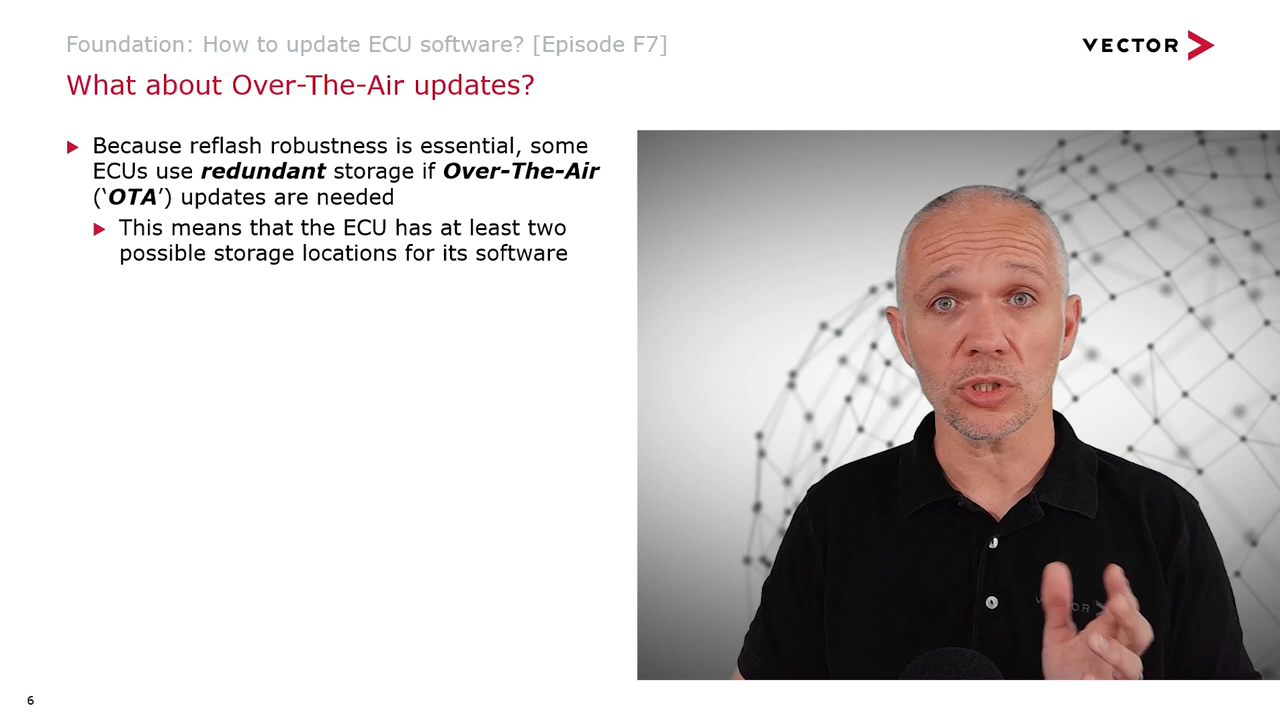 Foundation: How to update ECU software? [Episode F7]
VECTOR
What about Over-The-Air updates?
Because reflash robustness is essential, some
ECUs use redundant storage if Over-The-Air
(‘OTA’) updates are needed
This means that the ECU has at least two
possible storage locations for its software
6